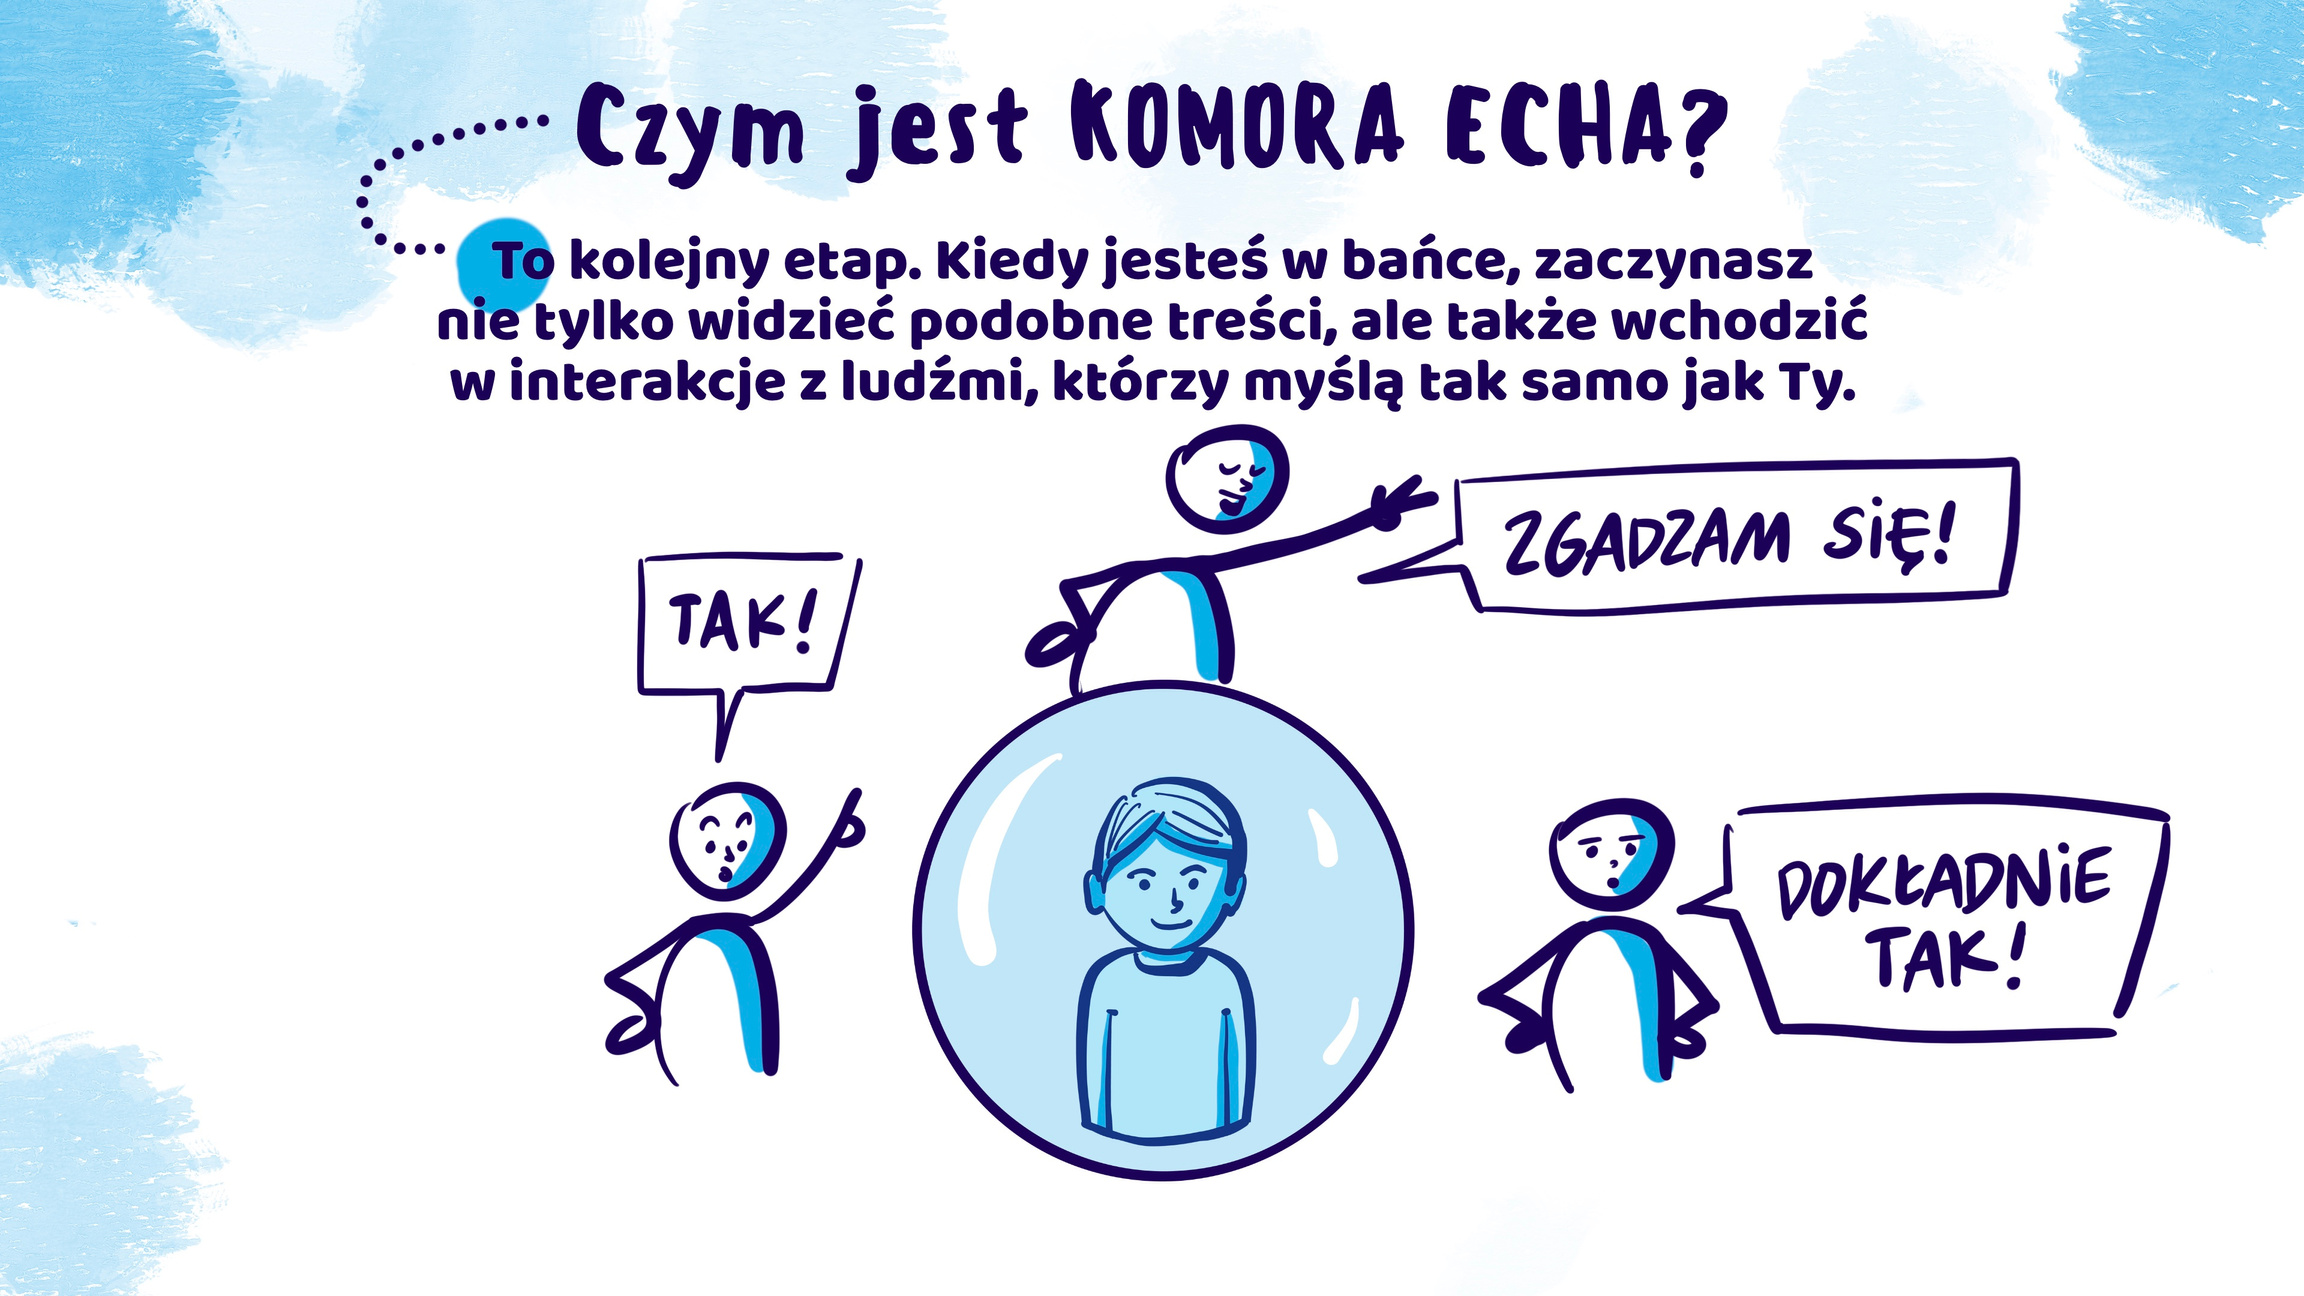 Czym jest KOMORA ECHA?
To kolejny etap. Kiedy jesteś w bańce, zaczynasz
nie tylko widzieć podobne treści, ale także wchodzić
w interakcje z ludźmi, którzy myślą tak samo jak Ty.
ZGADZAM SIĘ!
TAK!
DOKŁADNIE
TAK!